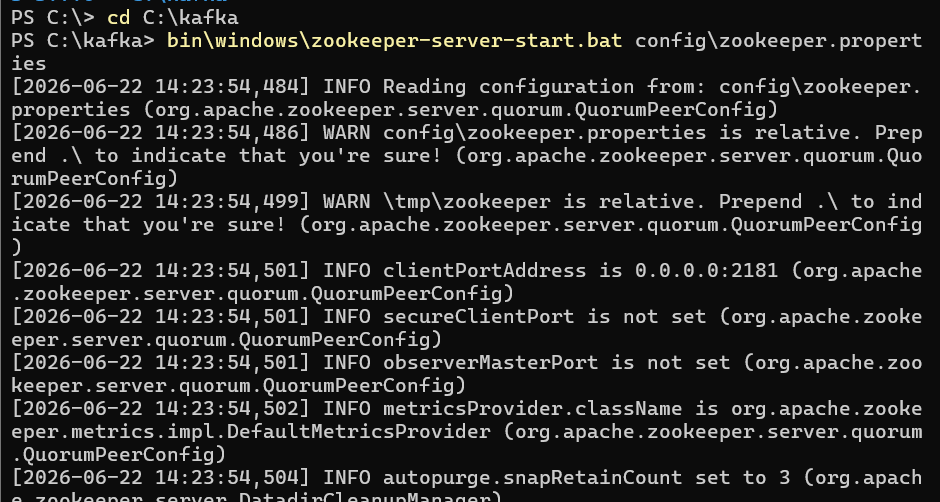 PS C:\> cd C:\kafka
PS C:\kafka> bin\windows\zookeeper-server-start.bat config\zookeeper.propert
ies
[2026-06-22 14:23:54,484] INFO Reading configuration from: config\zookeeper.
properties (org.apache.zookeeper.server.quorum.QuorumPeerConfig)
[2026-06-22 14:23:54,486] WARN config\zookeeper.properties is relative. Prep
end .\ to indicate that you're sure! (org.apache.zookeeper.server.quorum.Quo
rumPeerConfig)
[2026-06-22 14:23:54,499] WARN \tmp\zookeeper is relative. Prepend .\ to ind
icate that you're sure! (org.apache.zookeeper.server.quorum.QuorumPeerConfig
)
[2026-06-22 14:23:54,501] INFO clientPortAddress is 0.0.0.0:2181 (org.apache
.zookeeper.server.quorum.QuorumPeerConfig)
[2026-06-22 14:23:54,501] INFO secureClientPort is not set (org.apache.zooke
eper.server.quorum.QuorumPeerConfig)
[2026-06-22 14:23:54,501] INFO observerMasterPort is not set (org.apache.zoo
keeper.server.quorum.QuorumPeerConfig)
[2026-06-22 14:23:54,502] INFO metricsProvider.className is org.apache.zooke
eper.metrics.impl.DefaultMetricsProvider (org.apache.zookeeper.server.quorum
.QuorumPeerConfig)
[2026-06-22 14:23:54,504] INFO autopurge.snapRetainCount set to 3 (org.apach
e.zookeeper.server.DatadirCleanupManager)